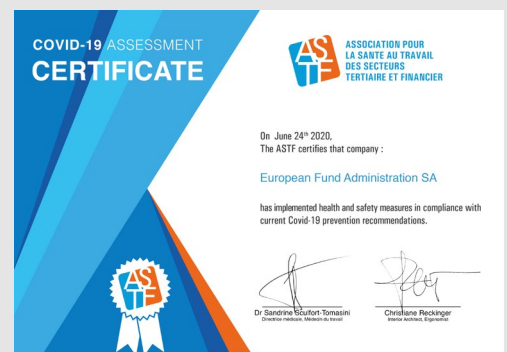 COVID-19 ASSESSMENT
CERTIFICATE
ASTF
ASSOCIATION POUR
LA SANTE AU TRAVAIL
DES SECTEURS
TERTIAIRE ET FINANCIER
On June 24th 2020,
The ASTF certifies that company :
European Fund Administration SA
has implemented health and safety measures in compliance with
current Covid-19 prevention recommendations.
Dr Sandrine Sculfort-Tomasini
Directrice médicale, Médecin du travail
Christiane Reckinger
Interior Architect, Ergonomist
ASTF